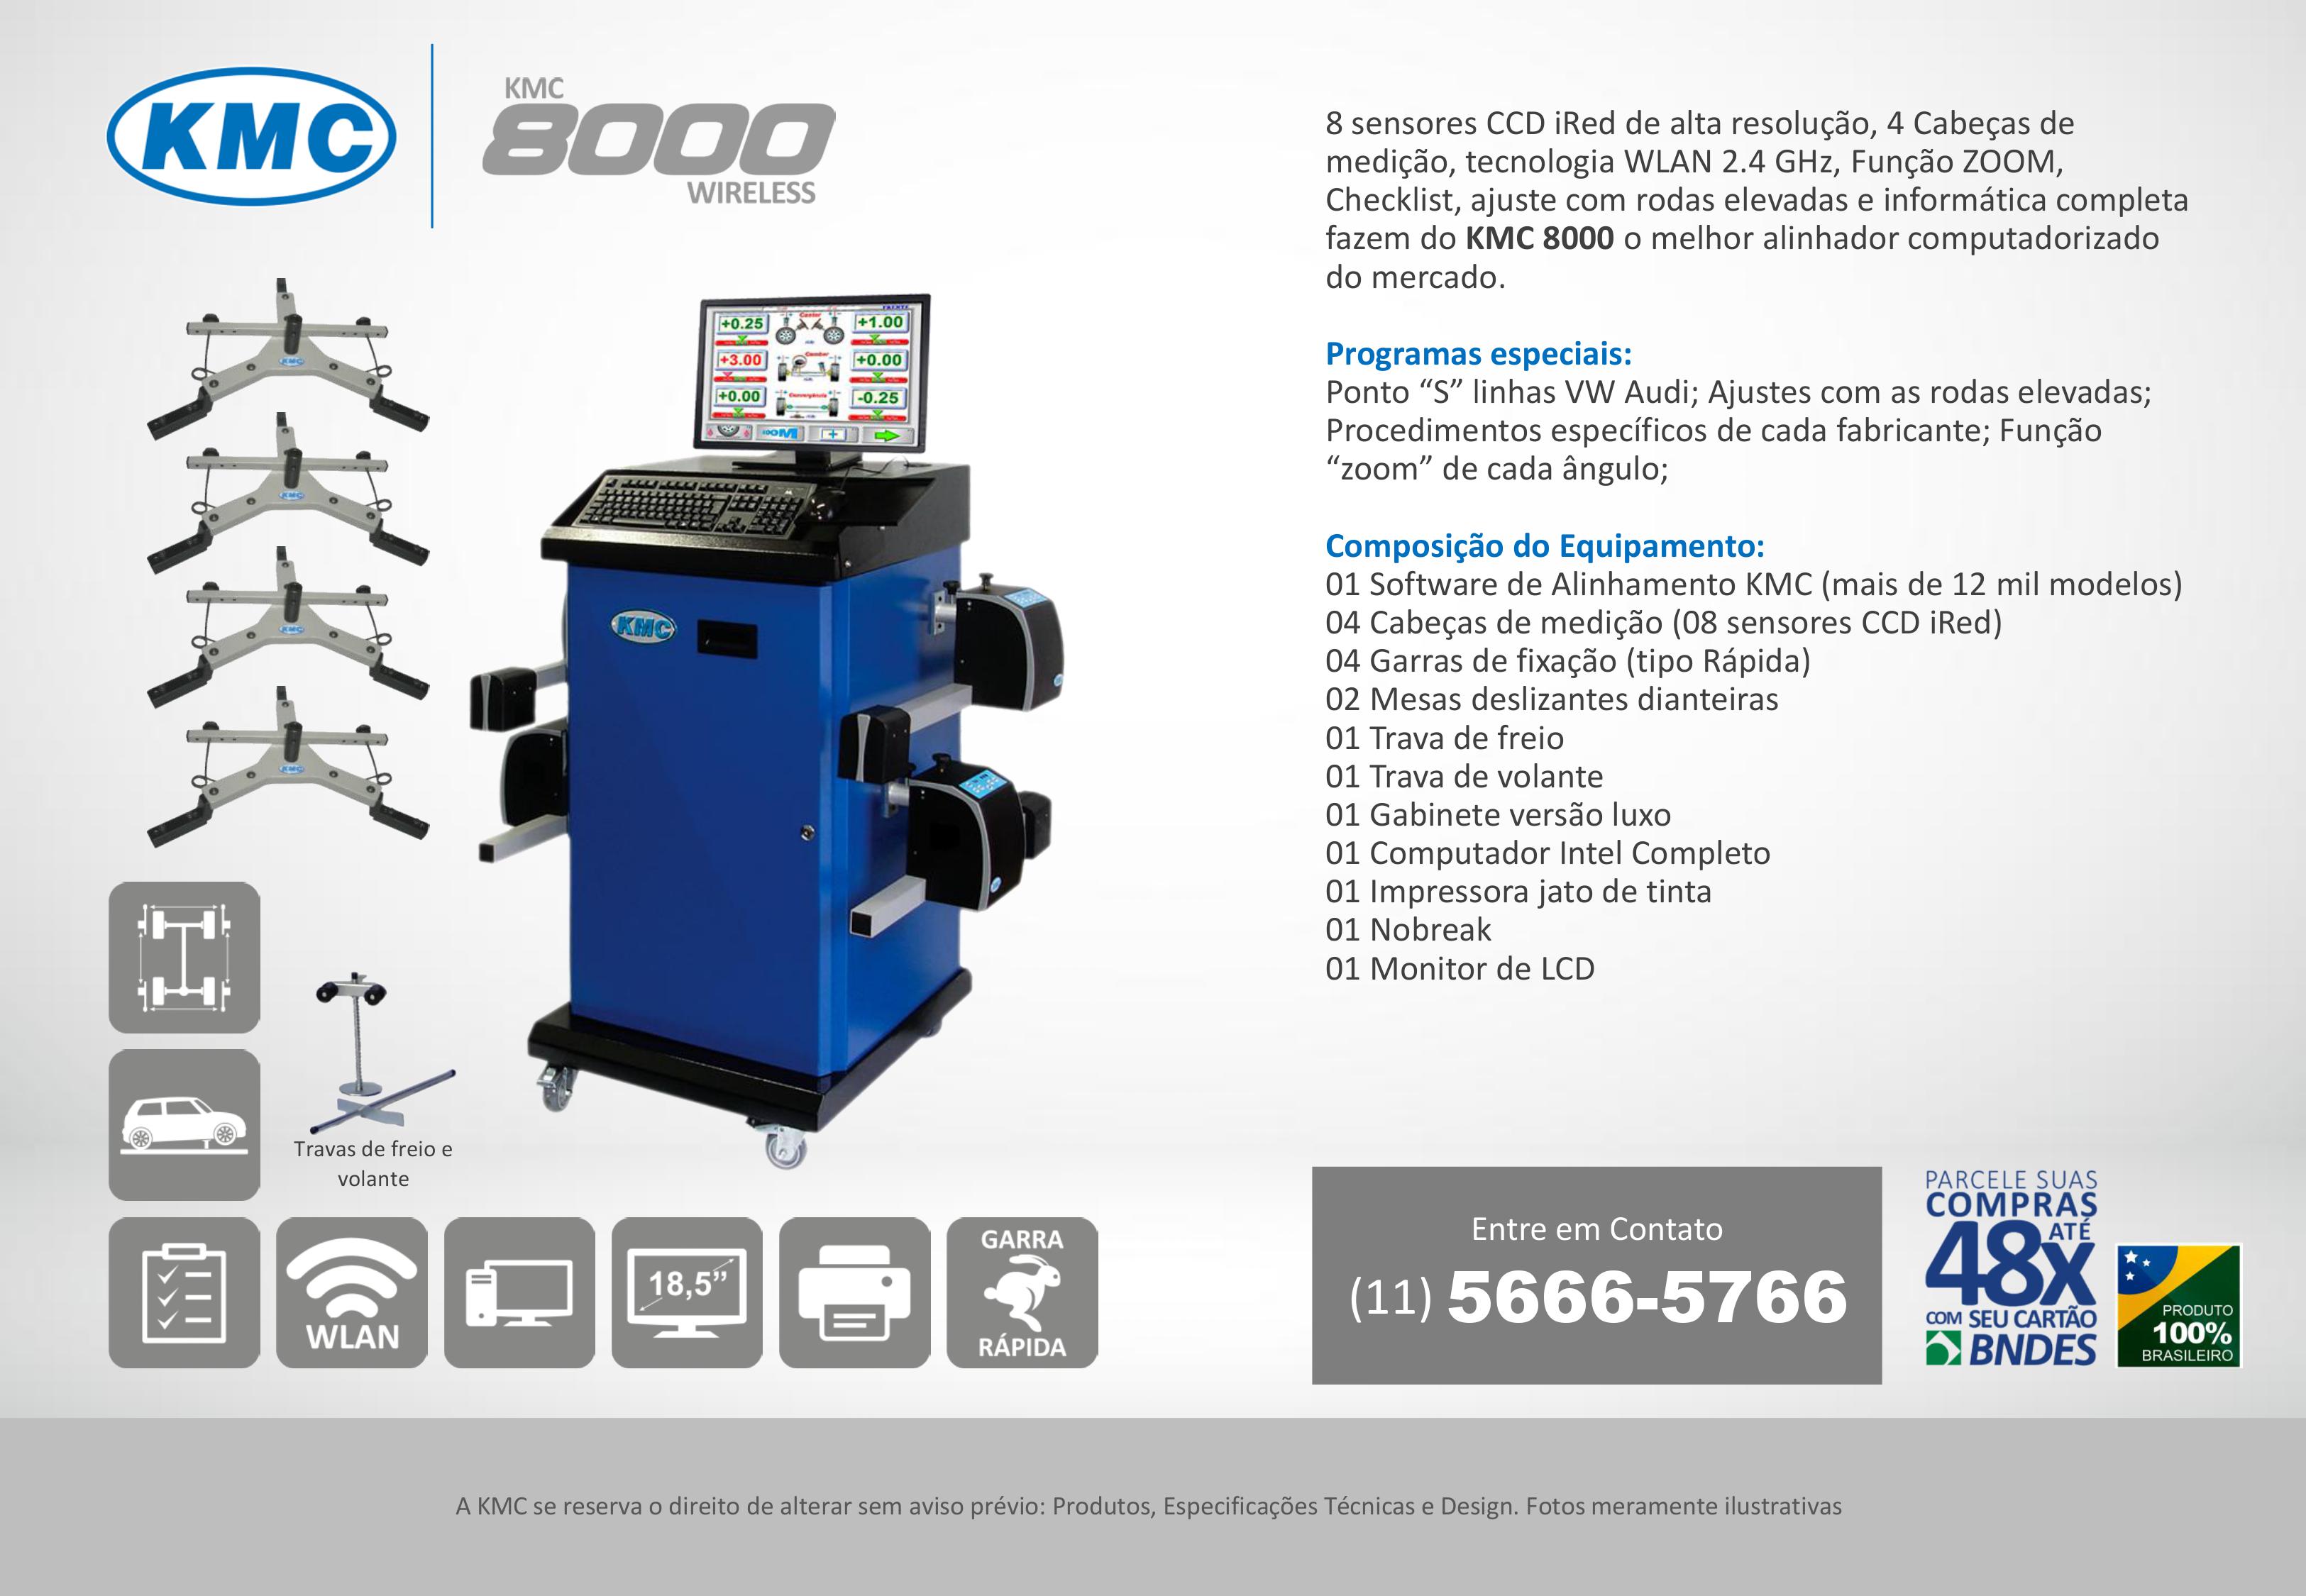 KMC
KMC
8000
WIRELESS
8 sensores CCD iRed de alta resolução, 4 Cabeças de
medição, tecnologia WLAN 2.4 GHz, Função ZOOM,
Checklist, ajuste com rodas elevadas e informática completa
fazem do KMC 8000 o melhor alinhador computadorizado
do mercado.
Programas especiais:
Ponto “S” linhas VW Audi; Ajustes com as rodas elevadas;
Procedimentos específicos de cada fabricante; Função
“zoom” de cada ângulo;
Composição do Equipamento:
01 Software de Alinhamento KMC (mais de 12 mil modelos)
04 Cabeças de medição (08 sensores CCD iRed)
04 Garras de fixação (tipo Rápida)
02 Mesas deslizantes dianteiras
01 Trava de freio
01 Trava de volante
01 Gabinete versão luxo
01 Computador Intel Completo
01 Impressora jato de tinta
01 Nobreak
01 Monitor de LCD
KMC
KMC
KMC
KMC
+0.25 Caster +1.00
+3.00 Camber +0.00
+0.00 Convergência -0.25
ZOOM
KMC
Travas de freio e
volante
WLAN
18,5”
GARRA
RÁPIDA
Entre em Contato
(11) 5666-5766
PARCELE SUAS
COMPRAS
ATÉ
48X
COM SEU CARTÃO
BNDES
PRODUTO
100%
BRASILEIRO
A KMC se reserva o direito de alterar sem aviso prévio: Produtos, Especificações Técnicas e Design. Fotos meramente ilustrativas